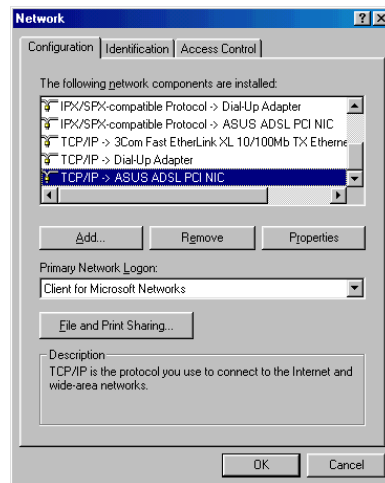 Network
Configuration Identification Access Control
The following network components are installed:
IPX/SPX-compatible Protocol -> Dial-Up Adapter
IPX/SPX-compatible Protocol -> ASUS ADSL PCI NIC
TCP/IP -> 3Com Fast EtherLink XL 10/100Mb TX Etherne
TCP/IP -> Dial-Up Adapter
TCP/IP -> ASUS ADSL PCI NIC
Add... Remove Properties
Primary Network Logon:
Client for Microsoft Networks
File and Print Sharing...
Description
TCP/IP is the protocol you use to connect to the Internet and
wide-area networks.
OK Cancel